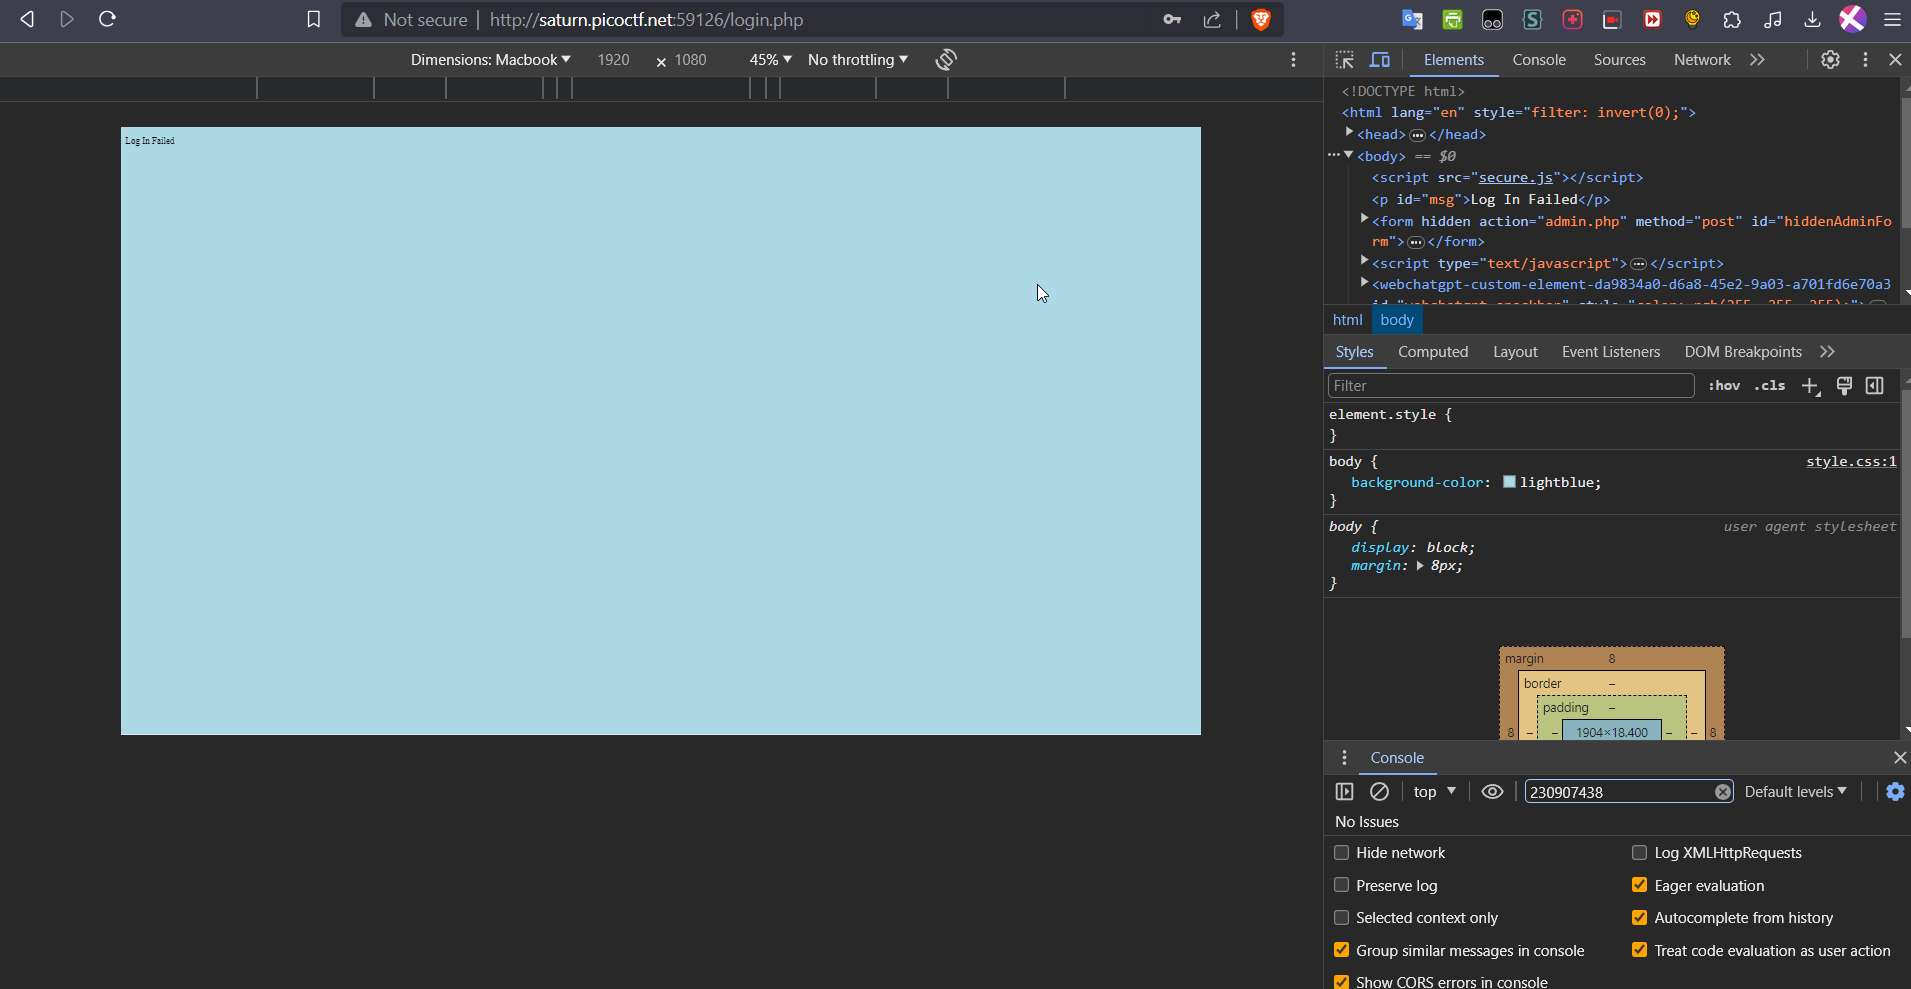 Not secure http://saturn.picoctf.net:59126/login.php
Dimensions: Macbook 1920 × 1080 45% No throttling
Log In Failed
Elements Console Sources Network
<!DOCTYPE html>
<html lang="en" style="filter: invert(0);">
<head> </head>
<body> == $0
<script src="secure.js"></script>
<p id="msg">Log In Failed</p>
<form hidden action="admin.php" method="post" id="hiddenAdminFo
rm"> </form>
<script type="text/javascript"> </script>
<webchatgpt-custom-element-da9834a0-d6a8-45e2-9a03-a701fd6e70a3
html body
Styles Computed Layout Event Listeners DOM Breakpoints
Filter :hov .cls
element.style {
}
body { style.css:1
background-color: lightblue;
}
body { user agent stylesheet
display: block;
margin: 8px;
}
margin 8
border –
padding –
8 – – 1904×18.400 – – 8
Console
top 230907438 Default levels
No Issues
Hide network Log XMLHttpRequests
Preserve log Eager evaluation
Selected context only Autocomplete from history
Group similar messages in console Treat code evaluation as user action
Show CORS errors in console